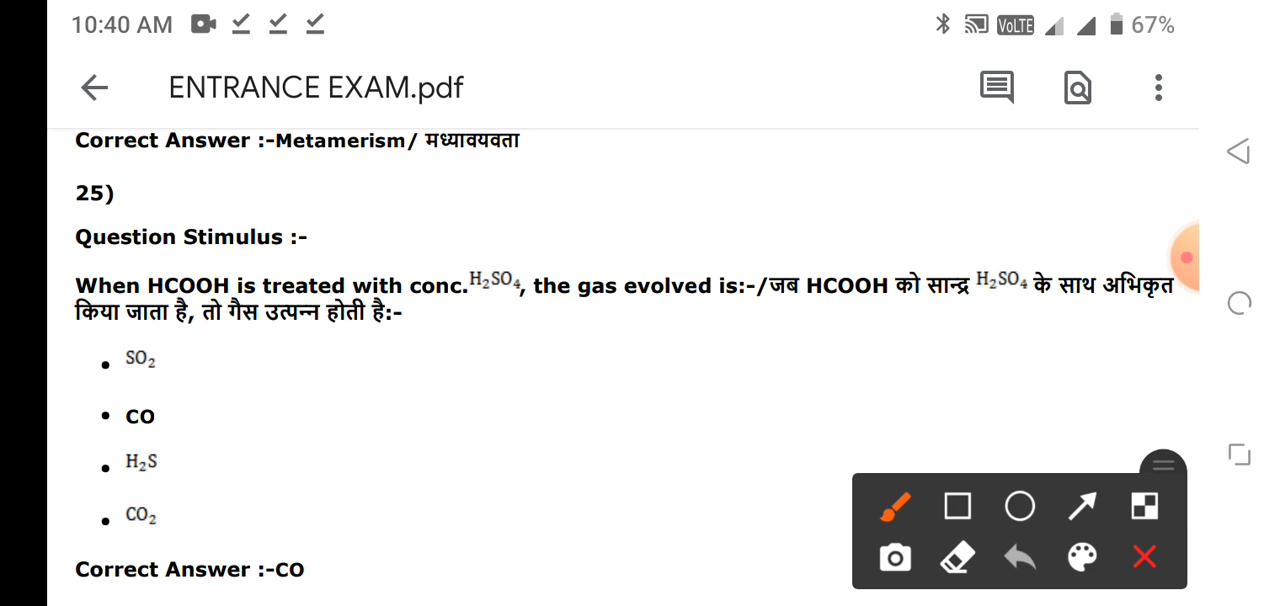 10:40 AM VoLTE 67%
ENTRANCE EXAM.pdf
Correct Answer :-Metamerism/ मध्यावयवता
25)
Question Stimulus :-
When HCOOH is treated with conc.H₂SO₄, the gas evolved is:-/जब HCOOH को सान्द्र H₂SO₄ के साथ अभिकृत
किया जाता है, तो गैस उत्पन्न होती है:-
• SO₂
• CO
• H₂S
• CO₂
Correct Answer :-CO